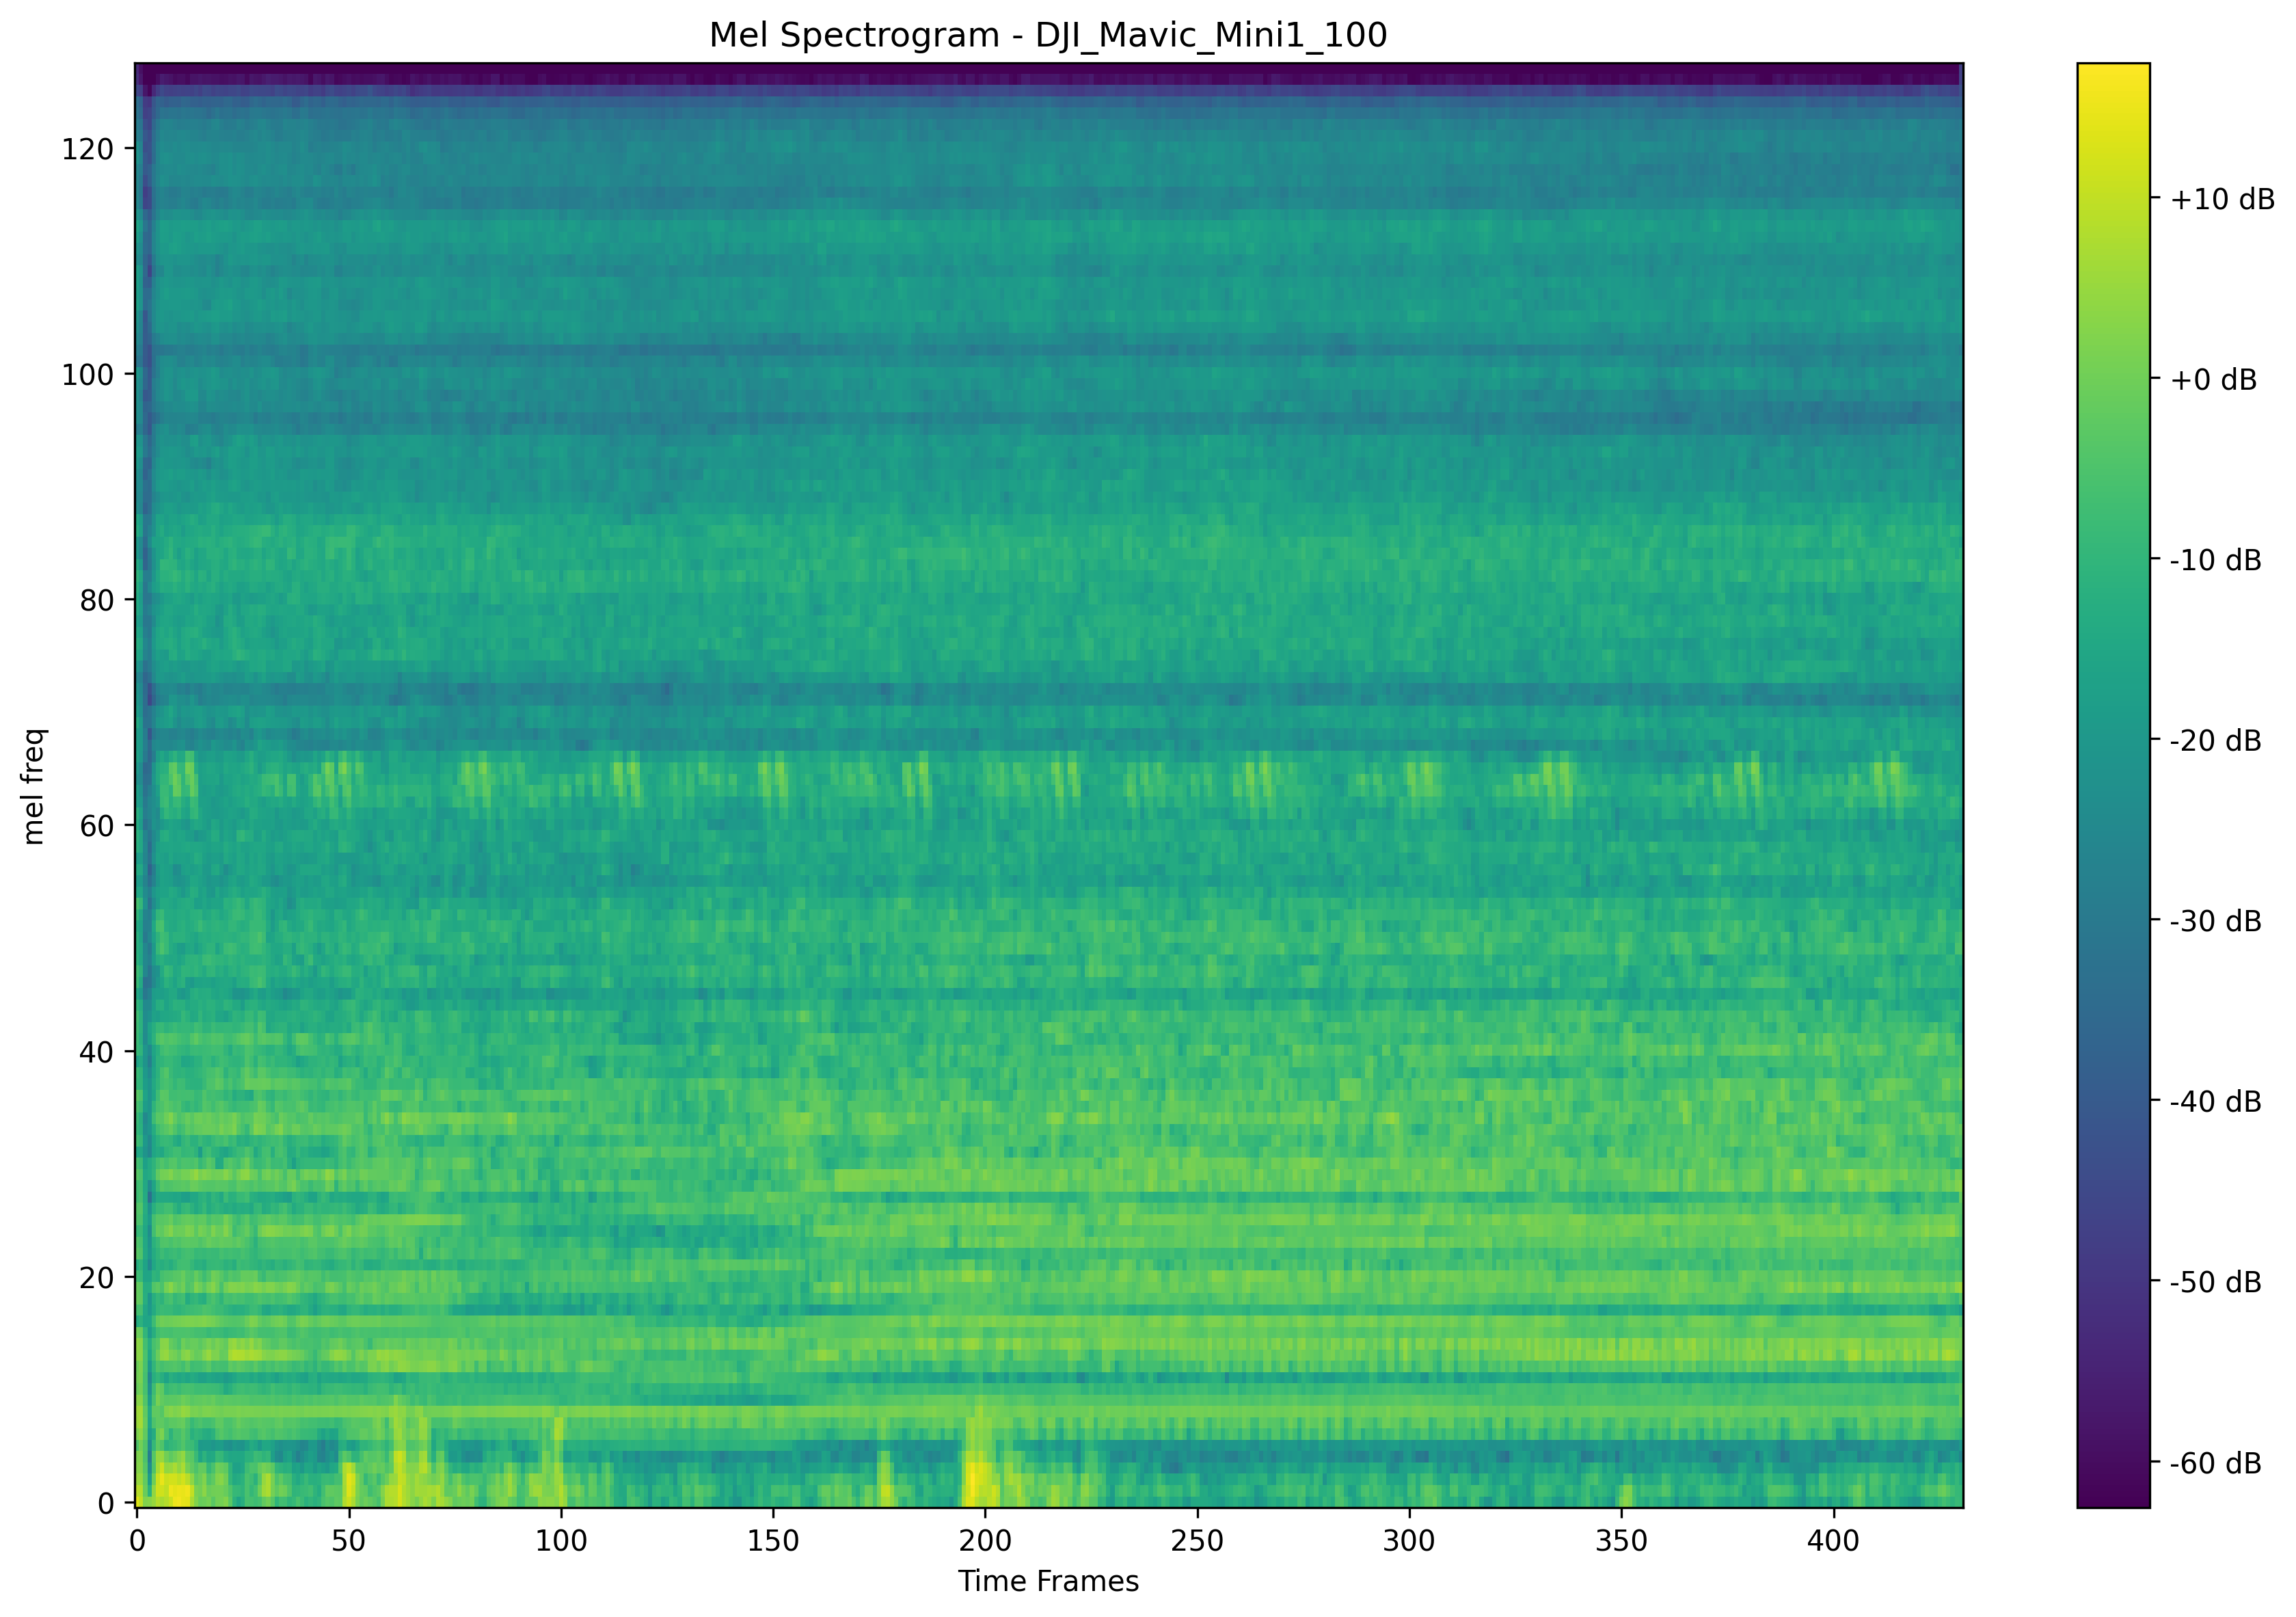 Mel Spectrogram - DJI_Mavic_Mini1_100
mel freq
120
100
80
60
40
20
0
0 50 100 150 200 250 300 350 400
Time Frames
+10 dB
+0 dB
-10 dB
-20 dB
-30 dB
-40 dB
-50 dB
-60 dB